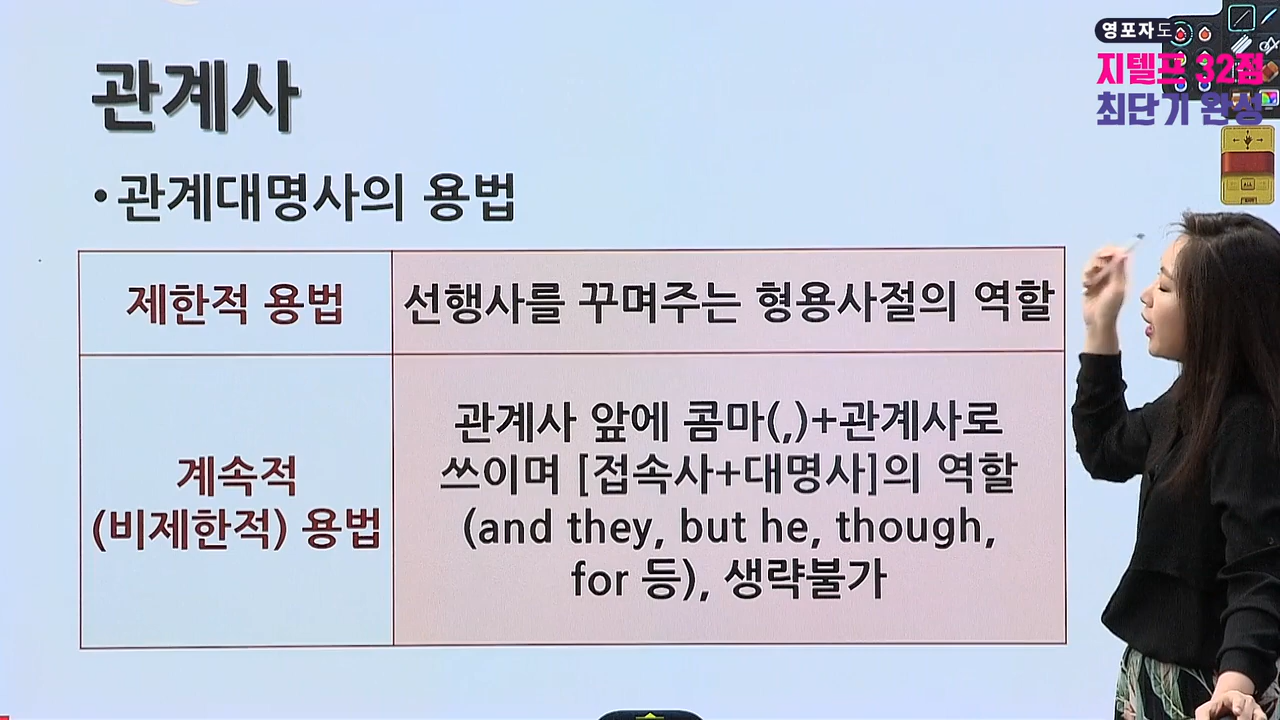 영포자도
지텔프 32점
최단기 완성
관계사
•관계대명사의 용법
제한적 용법
선행사를 꾸며주는 형용사절의 역할
계속적
(비제한적) 용법
관계사 앞에 콤마(,)+관계사로
쓰이며 [접속사+대명사]의 역할
(and they, but he, though,
for 등), 생략불가